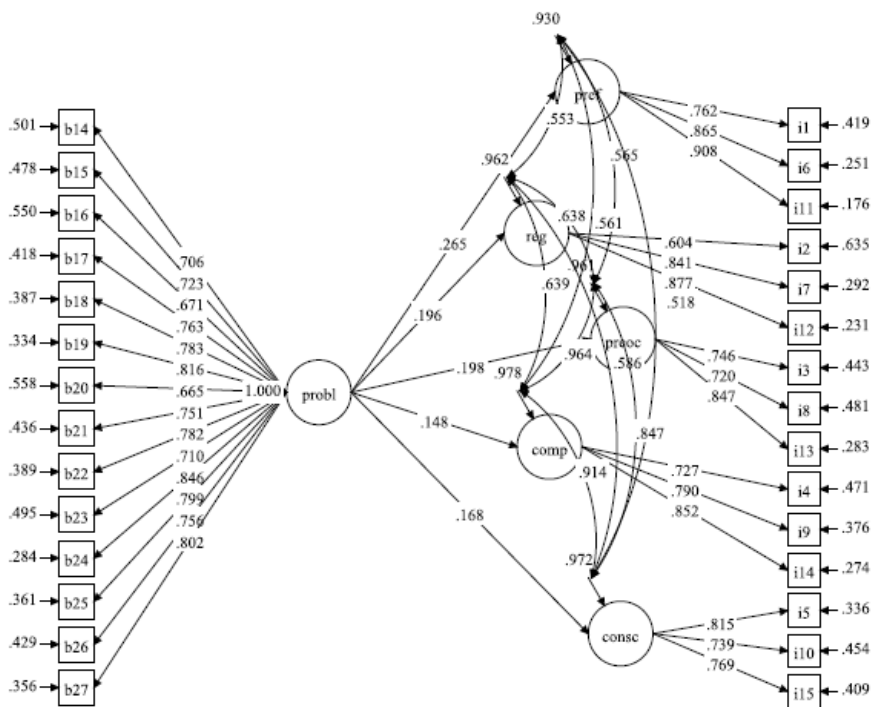 .930
pref
.553
.565
.962
.638
.561
reg
.265
.961
.639
.196
preoc
.964
.586
.198
.978
.148
comp
.847
.914
.168
.972
consc
.518
.501 b14
.478 b15
.550 b16
.418 b17
.387 b18
.334 b19
.558 b20
.436 b21
.389 b22
.495 b23
.284 b24
.361 b25
.429 b26
.356 b27
.706
.723
.671
.763
.783
.816
.665
.751
.782
.710
.846
.799
.756
.802
1.000
probl
.762
.865
.908
.604
.841
.877
.746
.720
.847
.727
.790
.852
.815
.739
.769
i1 .419
i6 .251
i11 .176
i2 .635
i7 .292
i12 .231
i3 .443
i8 .481
i13 .283
i4 .471
i9 .376
i14 .274
i5 .336
i10 .454
i15 .409